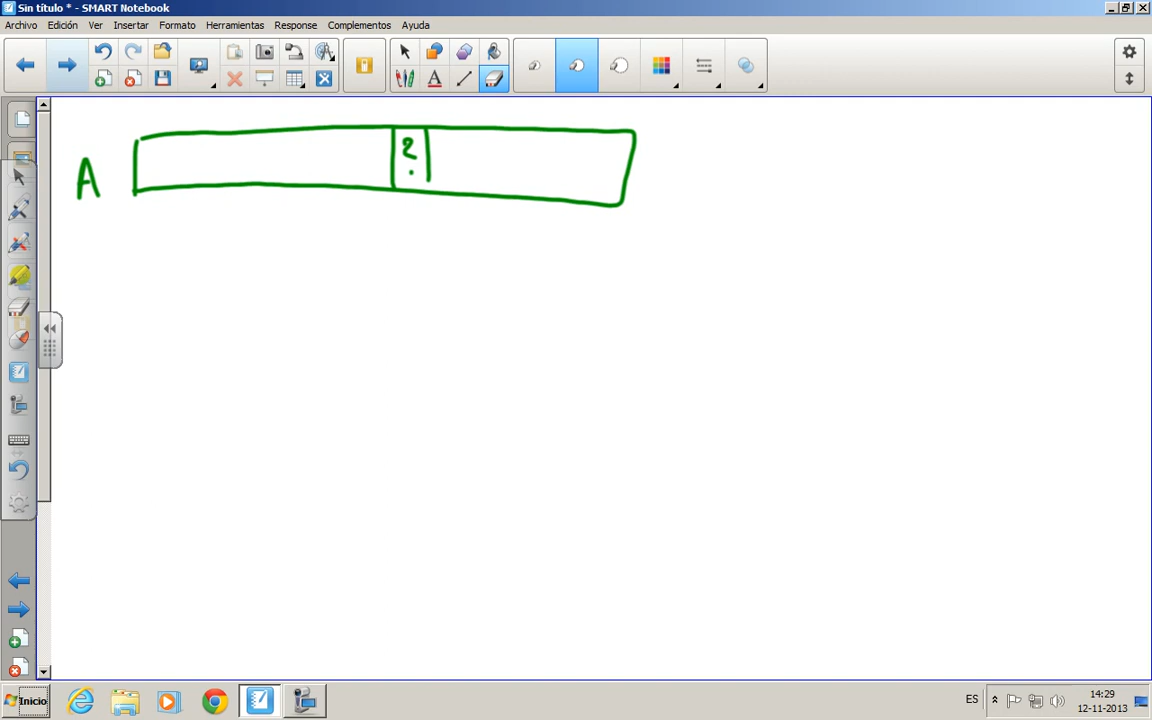 Sin título * - SMART Notebook
Archivo Edición Ver Insertar Formato Herramientas Response Complementos Ayuda
A
?
Inicio
ES
14:29
12-11-2013